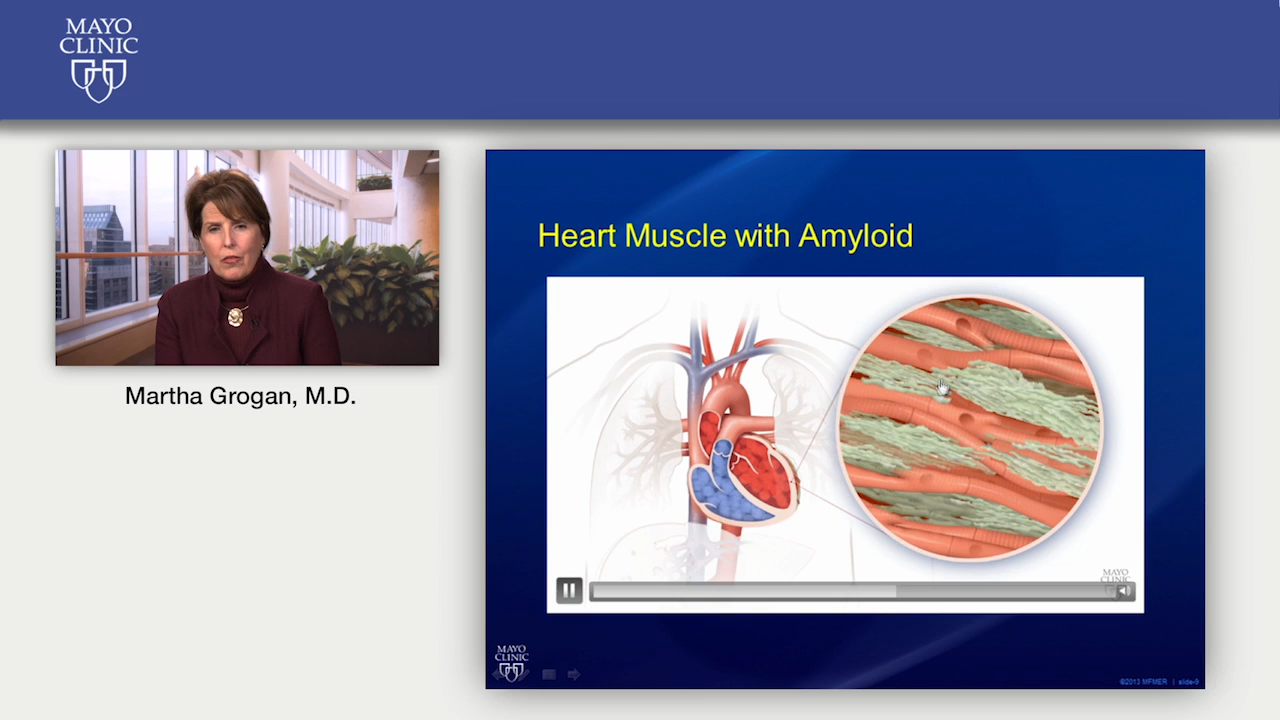 MAYO
CLINIC
Martha Grogan, M.D.
Heart Muscle with Amyloid
MAYO
CLINIC
MAYO
CLINIC
©2013 MFMER | slide-9